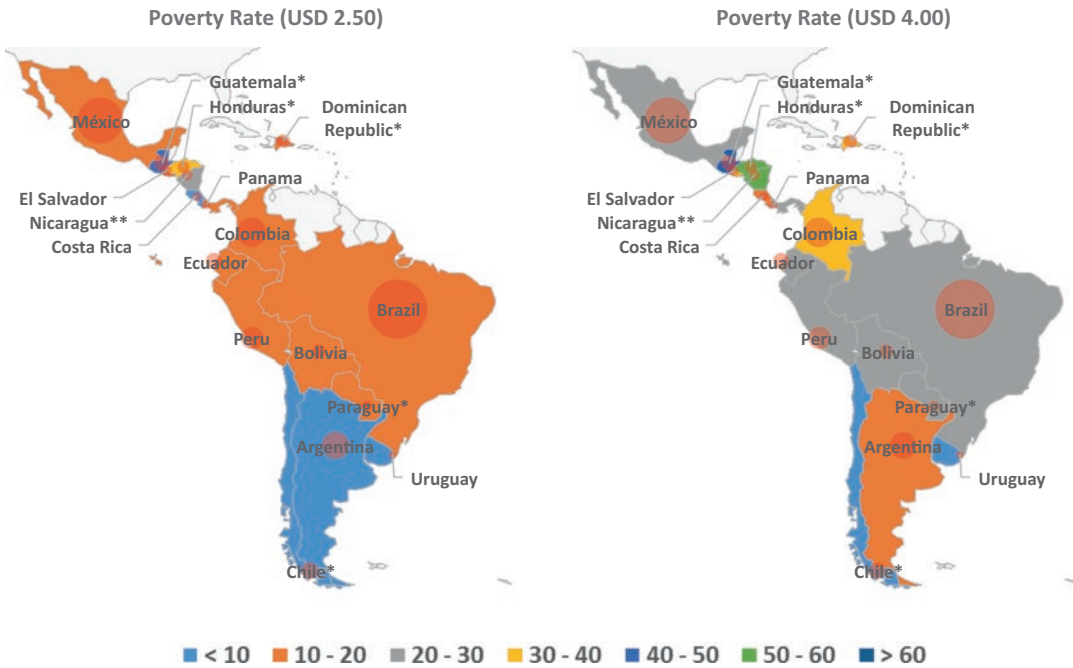 Poverty Rate (USD 2.50)
Guatemala*
Honduras*
Dominican
Republic*
México
El Salvador
Nicaragua**
Costa Rica
Panama
Colombia
Ecuador
Brazil
Peru
Bolivia
Paraguay*
Argentina
Uruguay
Chile*
Poverty Rate (USD 4.00)
Guatemala*
Honduras*
Dominican
Republic*
México
El Salvador
Nicaragua**
Costa Rica
Panama
Colombia
Ecuador
Brazil
Peru
Bolivia
Paraguay*
Argentina
Uruguay
Chile*
< 10 10 - 20 20 - 30 30 - 40 40 - 50 50 - 60 > 60